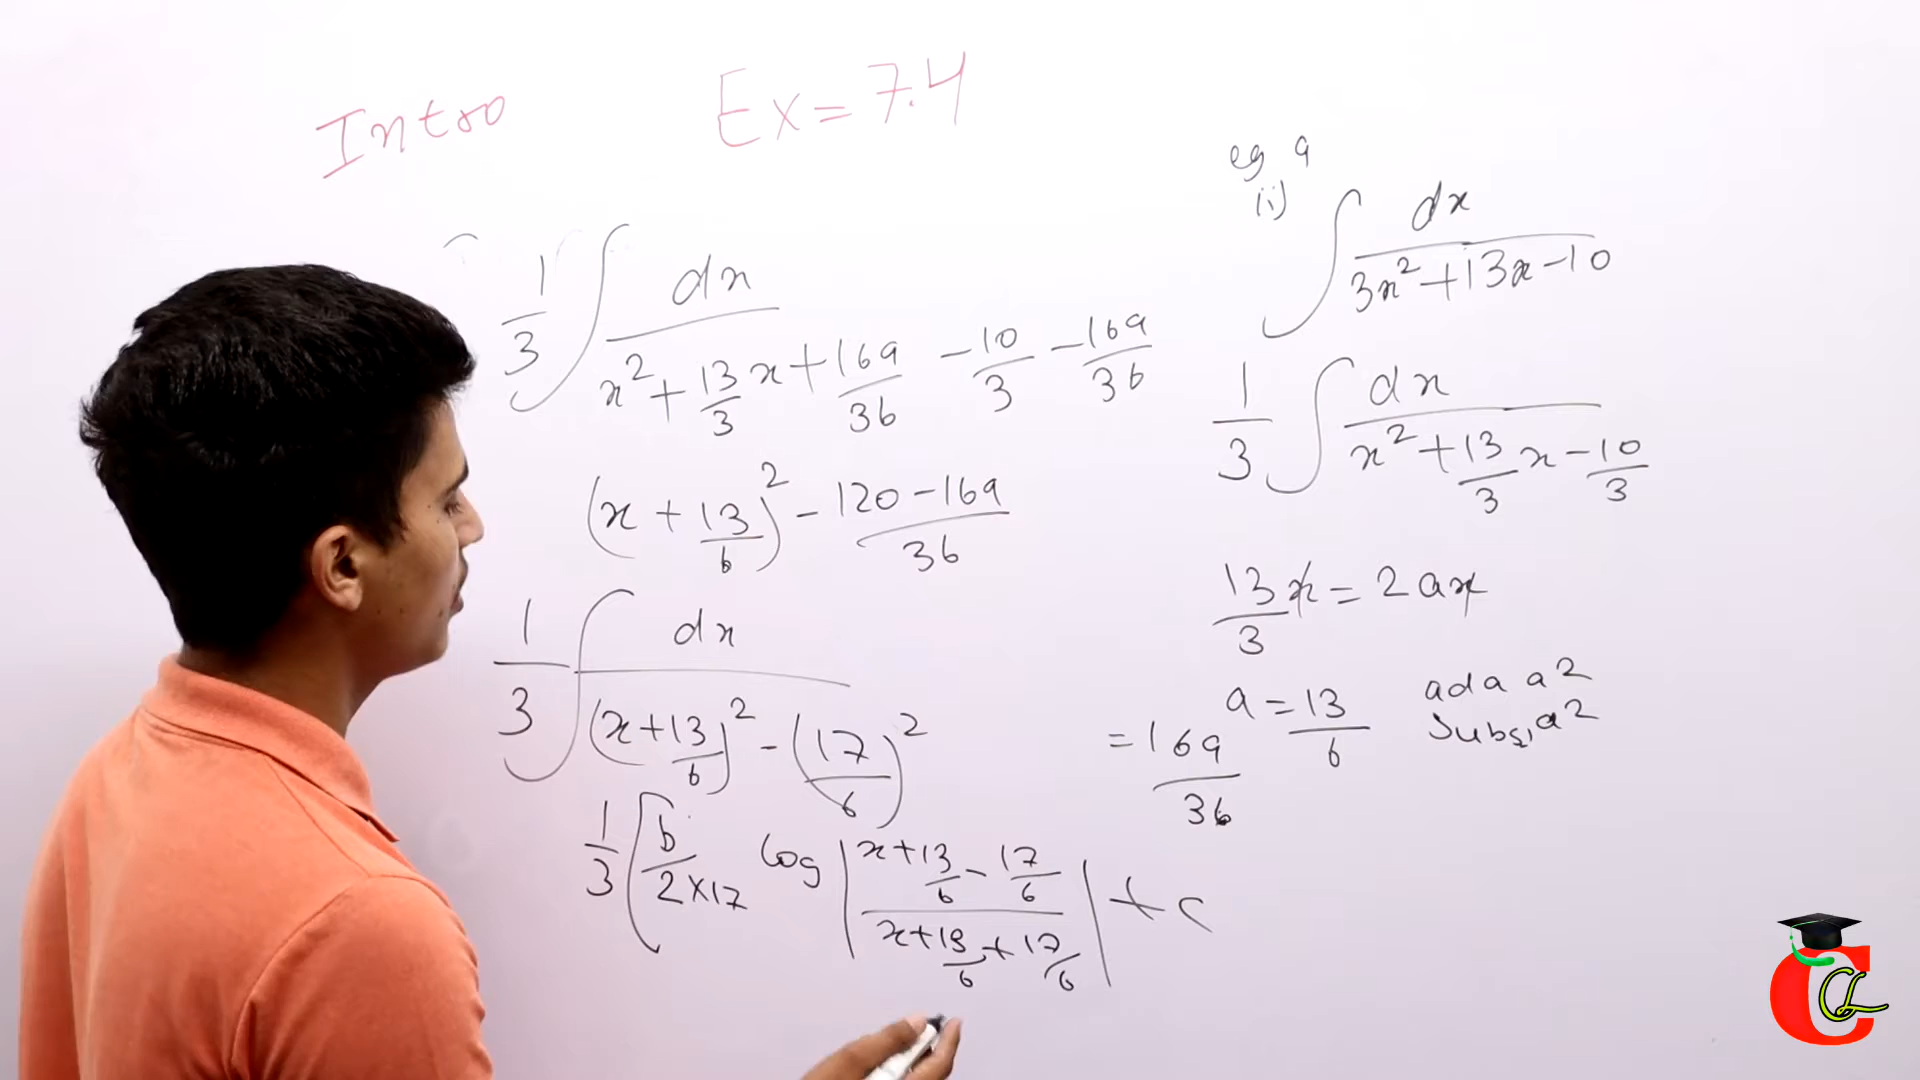 Intro Ex = 7.4
1/3 ∫ dx / x² + 13/3 x + 169/36 - 10/3 - 169/36
(x + 13/6)² - 120 - 169 / 36
1/3 ∫ dx / (x + 13/6)² - (17/6)²
1/3 ( 6 / 2×17 log | x + 13/6 - 17/6 / x + 13/6 + 17/6 | + c
eg 9
(ii) ∫ dx / 3x² + 13x - 10
1/3 ∫ dx / x² + 13/3 x - 10/3
13/3 x = 2ax
a = 13/6
= 169/36
ada a2
Subs, a2
CL